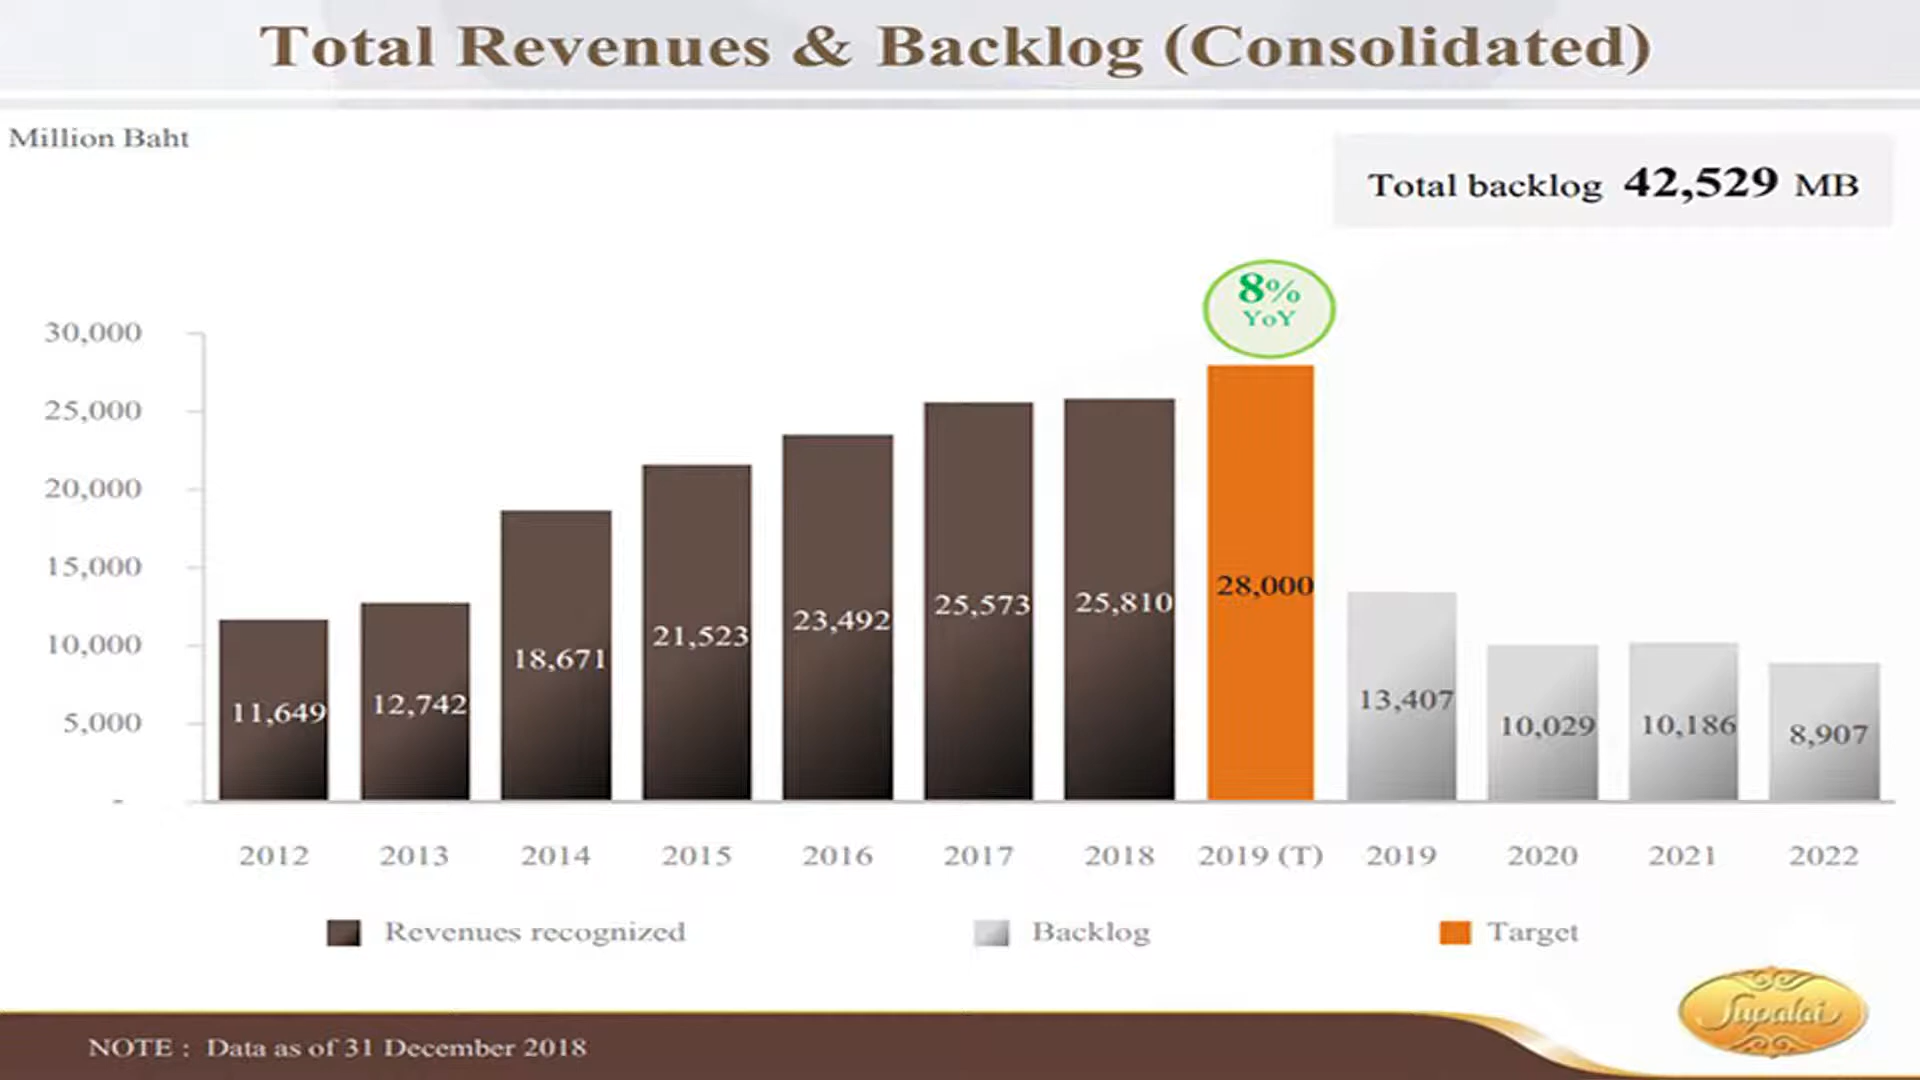 Total Revenues & Backlog (Consolidated)
Million Baht
Total backlog 42,529 MB
8%
YoY
30,000
25,000
20,000
15,000
10,000
5,000
-
11,649
12,742
18,671
21,523
23,492
25,573
25,810
28,000
13,407
10,029
10,186
8,907
2012 2013 2014 2015 2016 2017 2018 2019 (T) 2019 2020 2021 2022
Revenues recognized Backlog Target
Supalai
NOTE : Data as of 31 December 2018